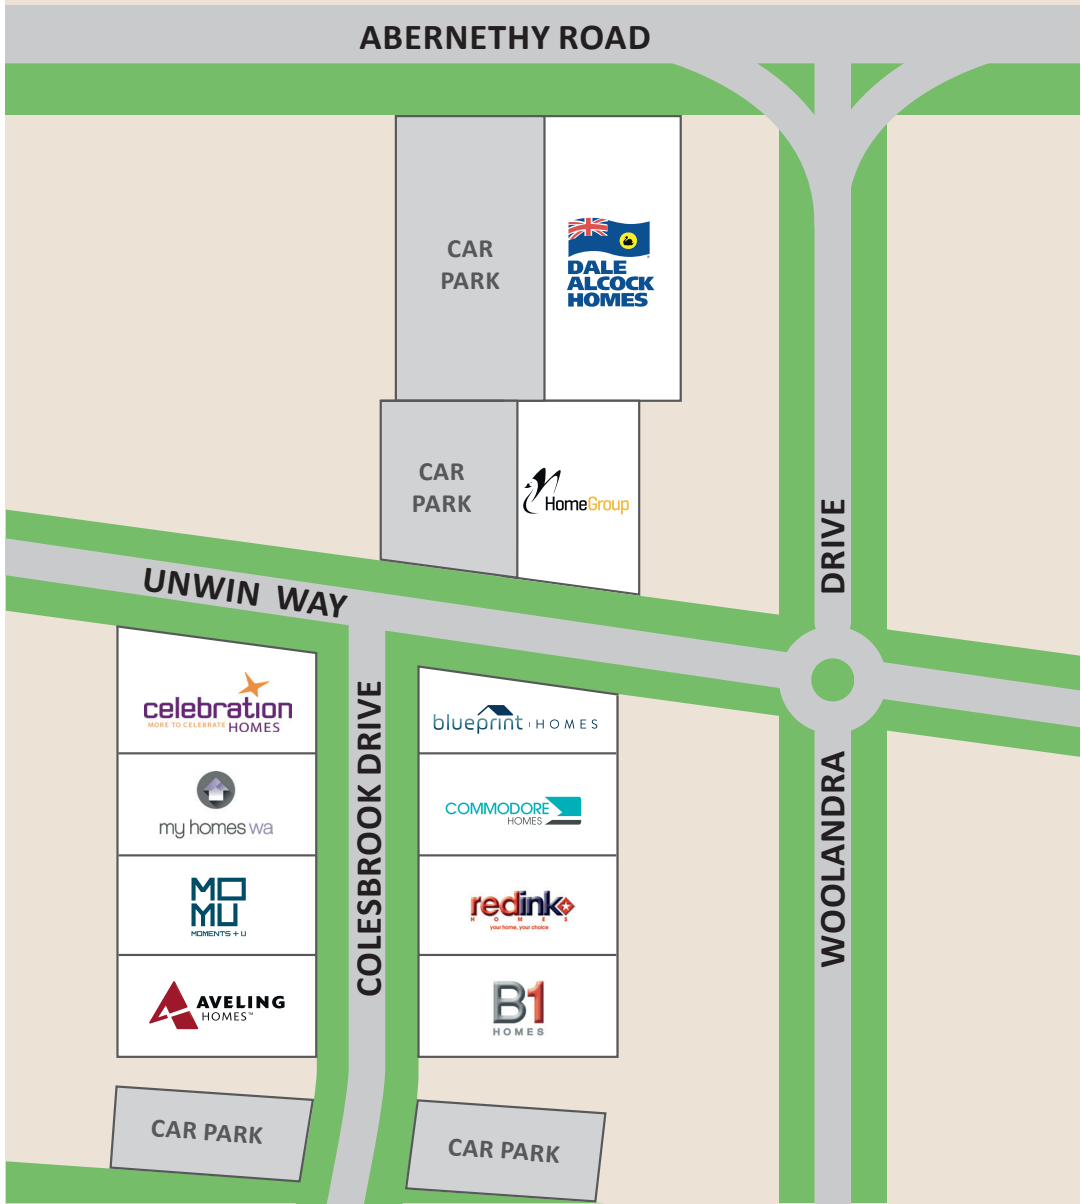 ABERNETHY ROAD
CAR
PARK
DALE
ALCOCK
HOMES
CAR
PARK
HomeGroup
DRIVE
UNWIN WAY
celebration
MORE TO CELEBRATE HOMES
my homes wa
MO
MU
MOMENTS + U
AVELING
HOMES™
COLESBROOK DRIVE
blueprint HOMES
COMMODORE
HOMES
redink
HOMES
your home, your choice
B1
HOMES
WOOLANDRA
CAR PARK
CAR PARK